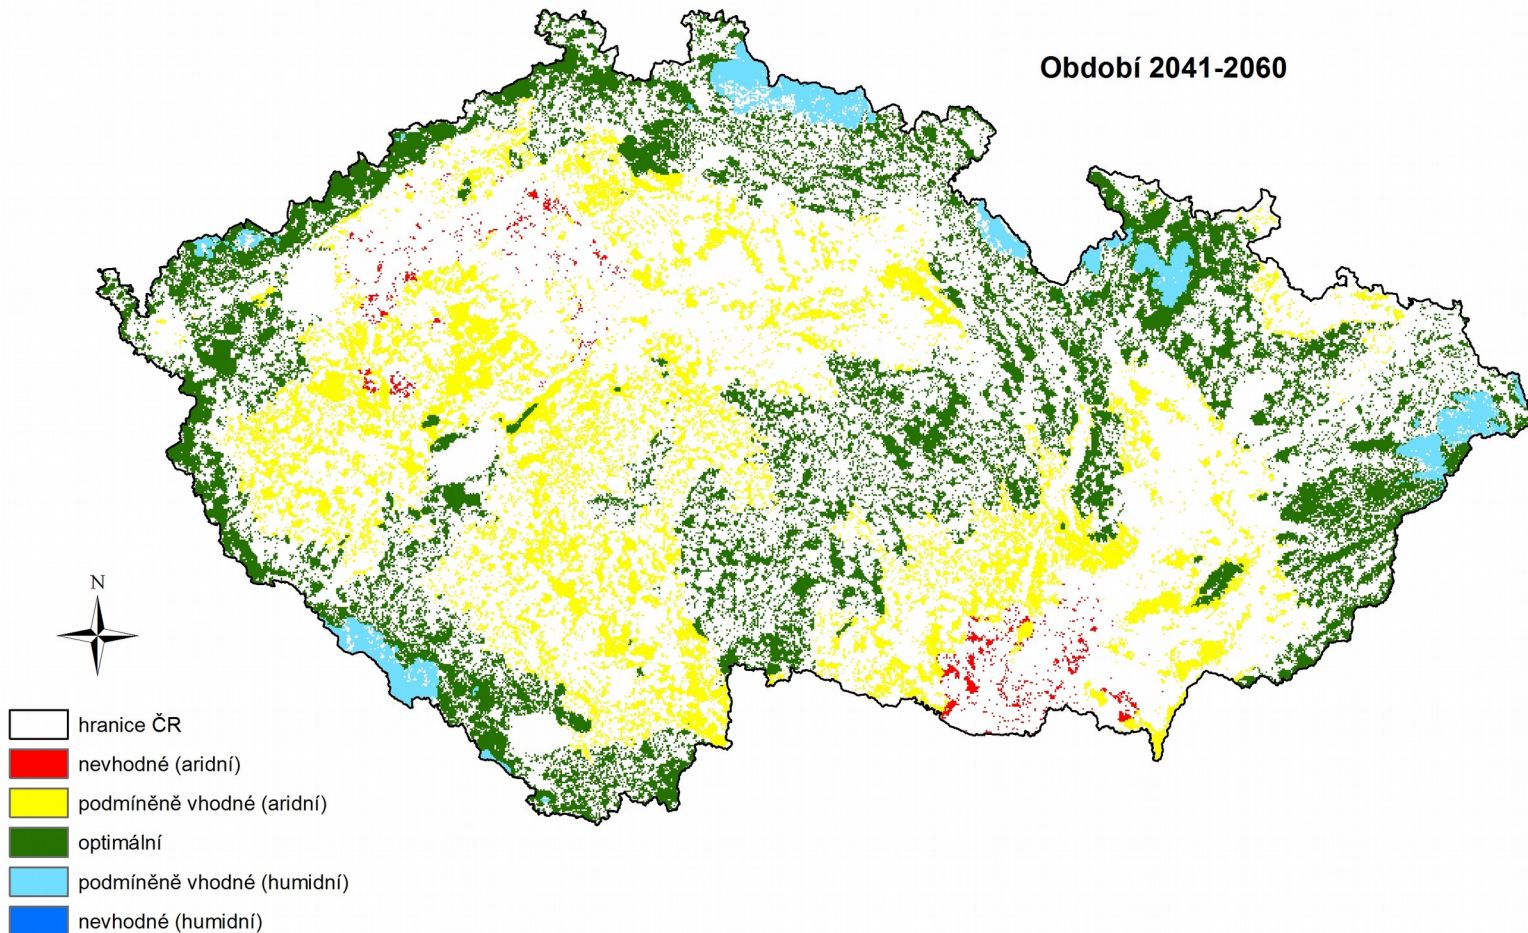 Období 2041-2060
N
hranice ČR
nevhodné (aridní)
podmíněně vhodné (aridní)
optimální
podmíněně vhodné (humidní)
nevhodné (humidní)